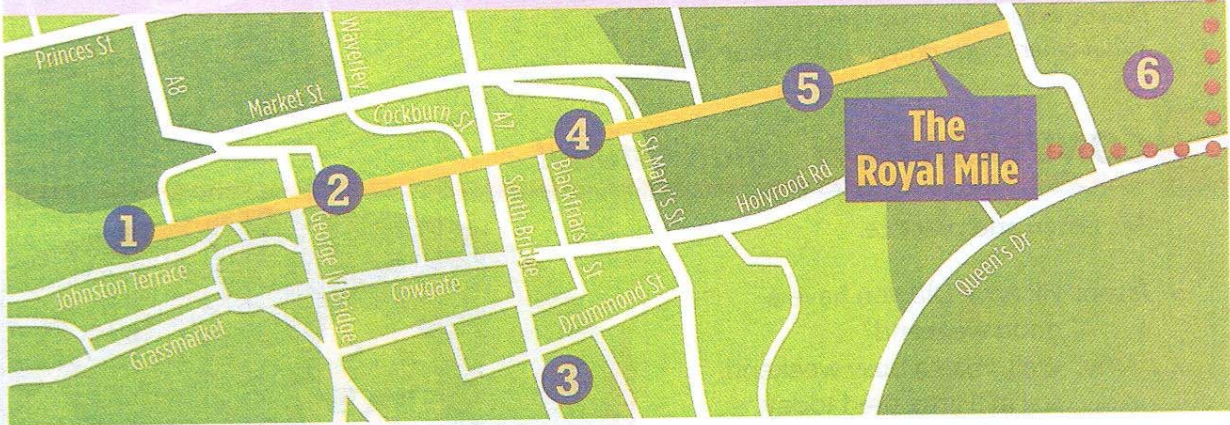 Princes St
A8
Waverley
Market St
Cockburn St
A7
1
2
4
5
6
The
Royal Mile
George IV Bridge
South Bridge
Blackfriars St
St Mary's St
Holyrood Rd
Johnston Terrace
Grassmarket
Cowgate
Drummond St
Queen's Dr
3